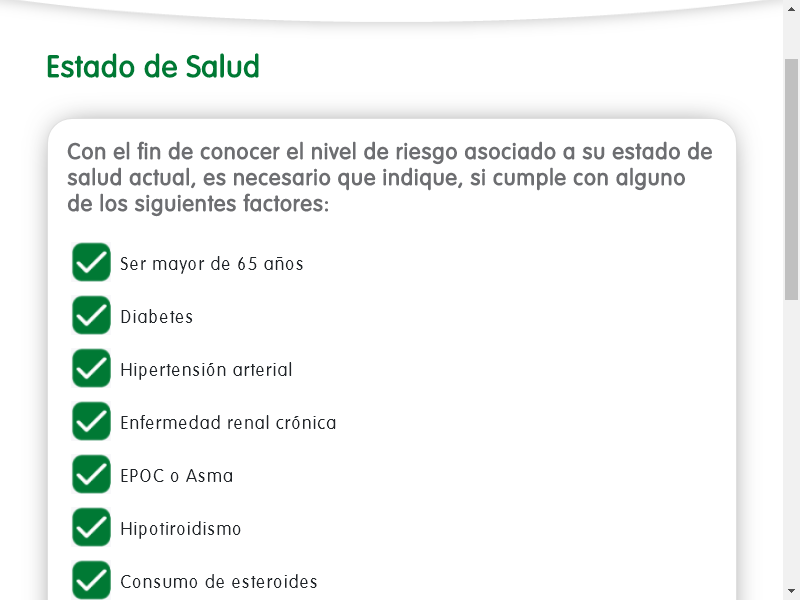 Estado de Salud
Con el fin de conocer el nivel de riesgo asociado a su estado de
salud actual, es necesario que indique, si cumple con alguno
de los siguientes factores:
Ser mayor de 65 años
Diabetes
Hipertensión arterial
Enfermedad renal crónica
EPOC o Asma
Hipotiroidismo
Consumo de esteroides